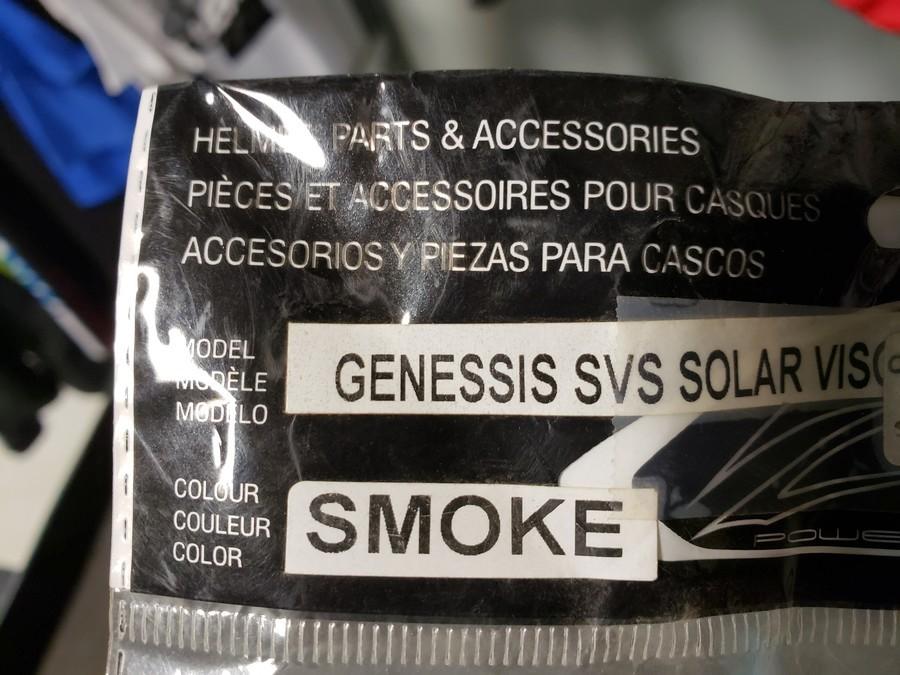 HELMET PARTS & ACCESSORIES
PIÈCES ET ACCESSOIRES POUR CASQUES
ACCESORIOS Y PIEZAS PARA CASCOS
MODEL
MODÈLE
MODELO
GENESSIS SVS SOLAR
COLOUR
COULEUR
COLOR
SMOKE